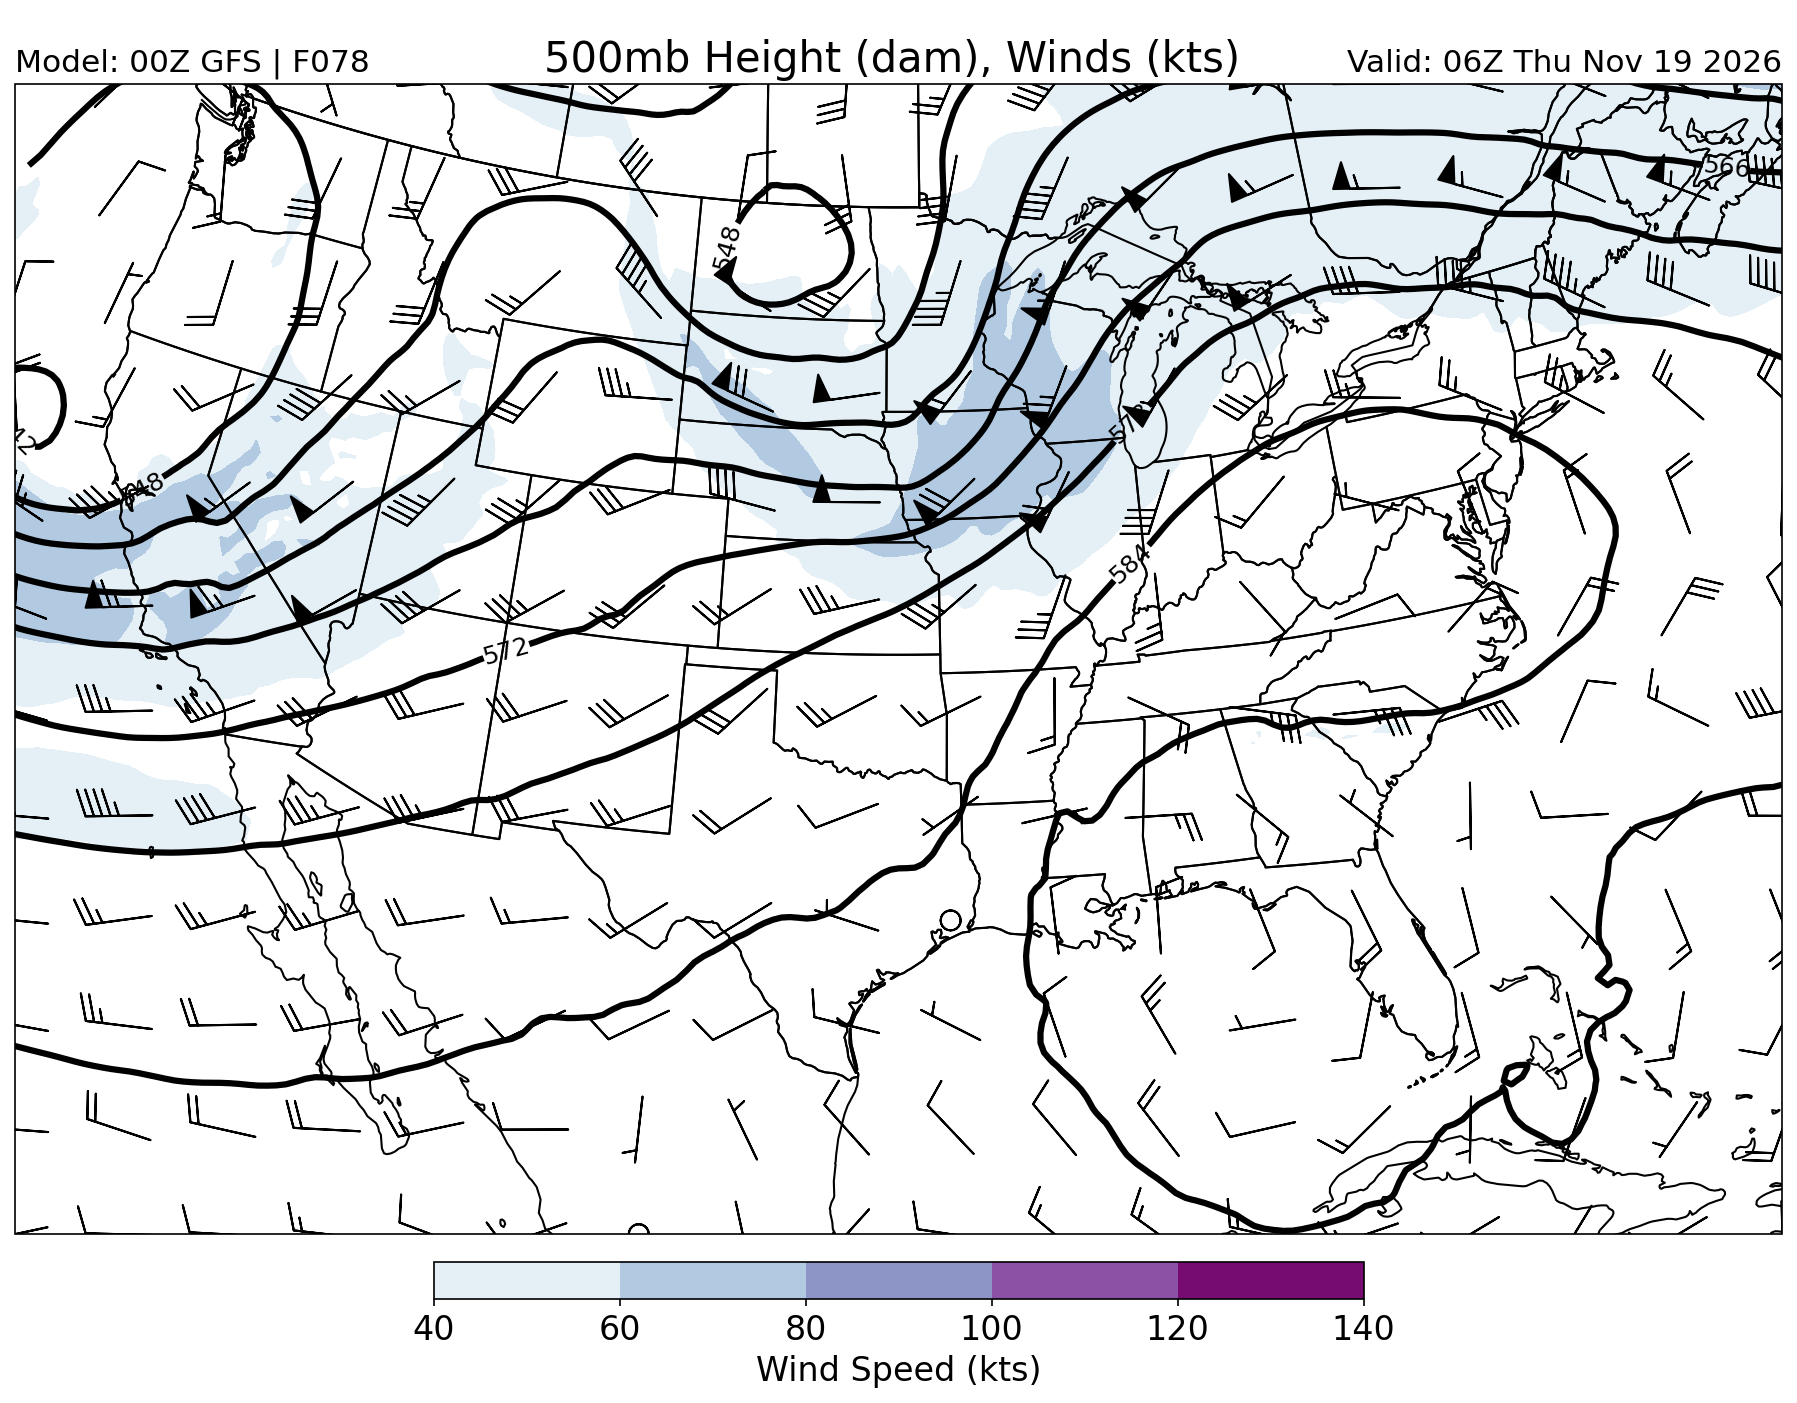 Model: 00Z GFS | F078
500mb Height (dam), Winds (kts)
Valid: 06Z Thu Nov 19 2026
566
548
548
584
572
40 60 80 100 120 140
Wind Speed (kts)